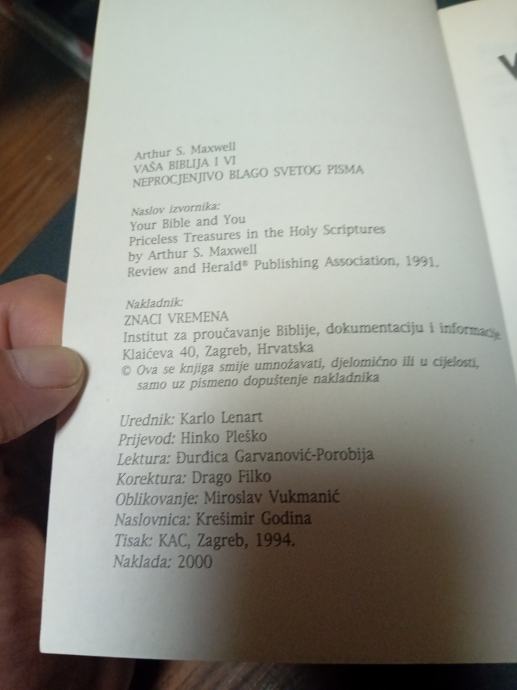 Arthur S. Maxwell
VAŠA BIBLIJA I VI
NEPROCJENJIVO BLAGO SVETOG PISMA
Naslov izvornika:
Your Bible and You
Priceless Treasures in the Holy Scriptures
by Arthur S. Maxwell
Review and Herald® Publishing Association, 1991.
Nakladnik:
ZNACI VREMENA
Institut za proučavanje Biblije, dokumentaciju i informacije
Klaićeva 40, Zagreb, Hrvatska
© Ova se knjiga smije umnožavati, djelomično ili u cijelosti,
samo uz pismeno dopuštenje nakladnika
Urednik: Karlo Lenart
Prijevod: Hinko Pleško
Lektura: Đurđica Garvanović-Porobija
Korektura: Drago Filko
Oblikovanje: Miroslav Vukmanić
Naslovnica: Krešimir Godina
Tisak: KAC, Zagreb, 1994.
Naklada: 2000